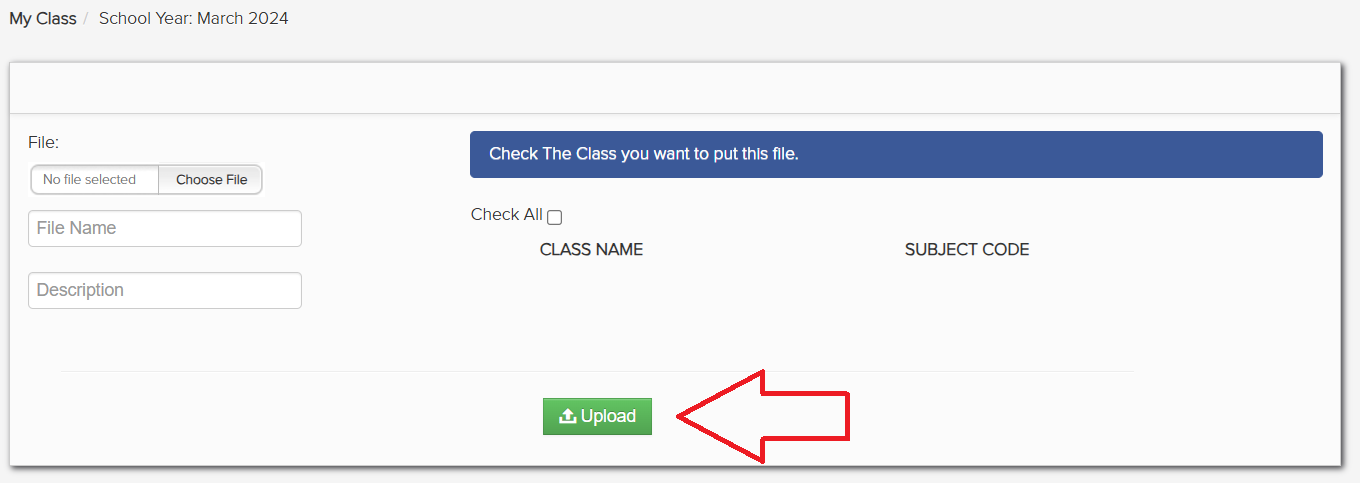 My Class / School Year: March 2024
File:
No file selected Choose File
File Name
Description
Check The Class you want to put this file.
Check All
CLASS NAME SUBJECT CODE
Upload